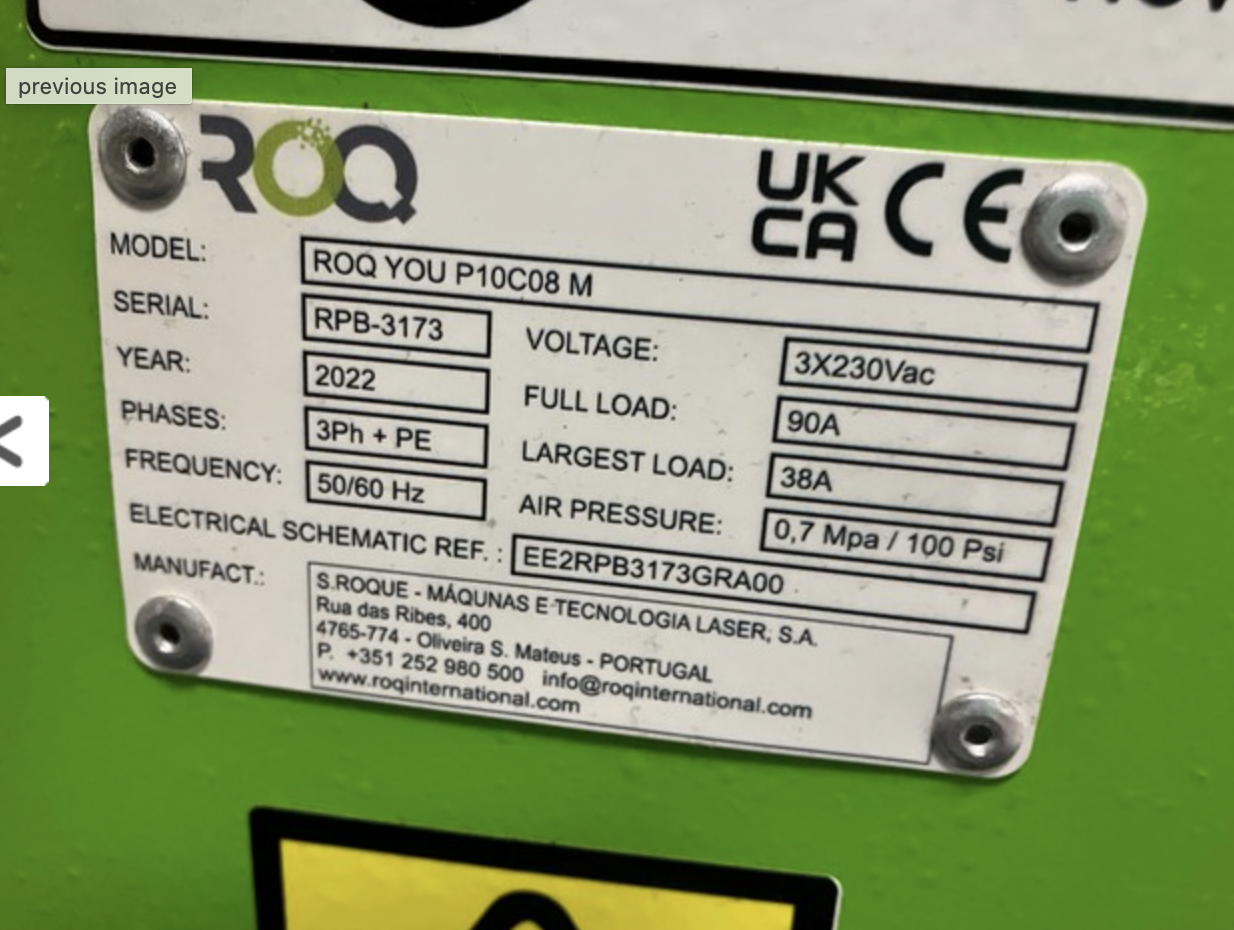 previous image
ROQ
UK
CA CE
MODEL: ROQ YOU P10C08 M
SERIAL: RPB-3173
VOLTAGE: 3X230Vac
YEAR: 2022
FULL LOAD: 90A
PHASES: 3Ph + PE
LARGEST LOAD: 38A
FREQUENCY: 50/60 Hz
AIR PRESSURE: 0,7 Mpa / 100 Psi
ELECTRICAL SCHEMATIC REF. : EE2RPB3173GRA00
MANUFACT.: S.ROQUE - MÁQUNAS E TECNOLOGIA LASER, S.A.
Rua das Ribes, 400
4765-774 - Oliveira S. Mateus - PORTUGAL
P. +351 252 980 500 info@roqinternational.com
www.roqinternational.com